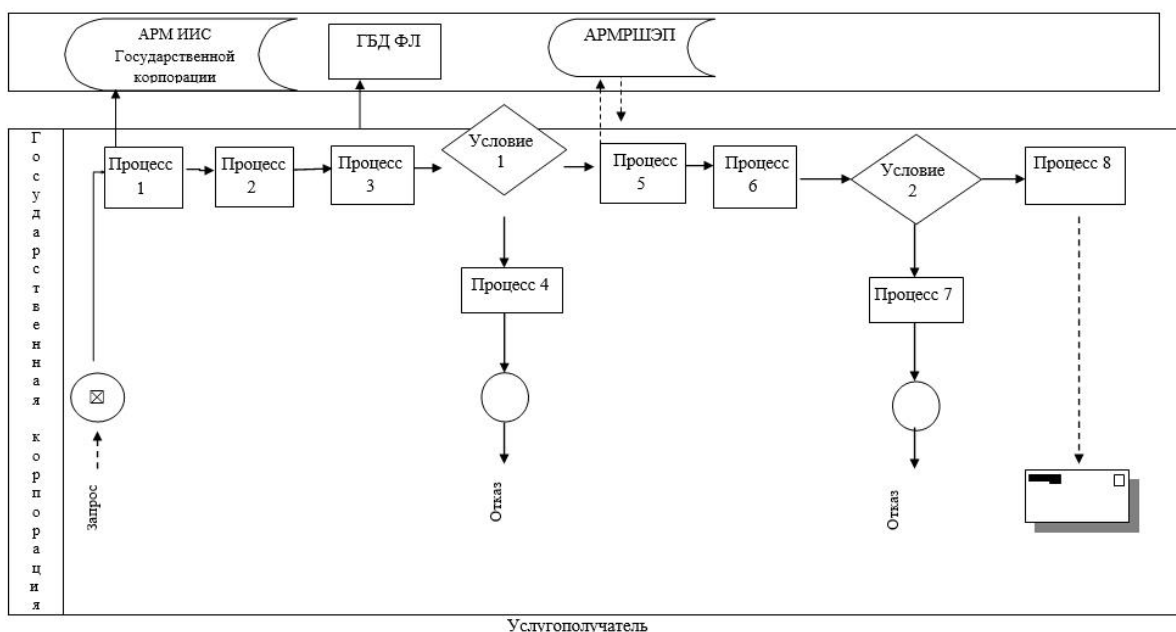 АРМ ИИС
Государственной
корпорации
ГБД ФЛ
АРМРШЭП
Государственная корпорация
Процесс
1
Процесс
2
Процесс
3
Условие
1
Процесс
5
Процесс
6
Условие
2
Процесс 8
Процесс 4
Процесс 7
Запрос
Отказ
Отказ
Услугополучатель